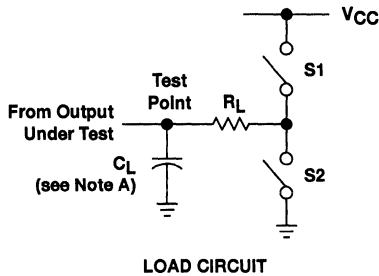 VCC
S1
Test
Point
RL
From Output
Under Test
CL
(see Note A)
S2
LOAD CIRCUIT